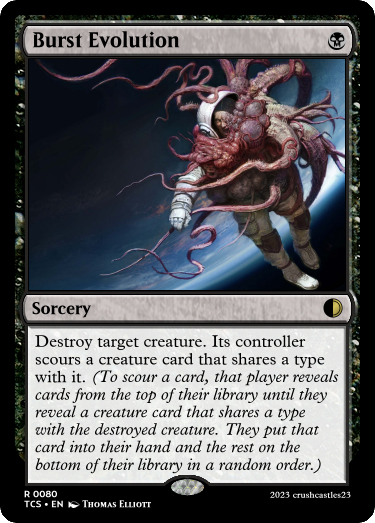 Burst Evolution
Sorcery
Destroy target creature. Its controller
scours a creature card that shares a type
with it. (To scour a card, that player reveals
cards from the top of their library until they
reveal a creature card that shares a type
with the destroyed creature. They put that
card into their hand and the rest on the
bottom of their library in a random order.)
R 0080
TCS • EN Thomas Elliott
2023 crushcastles23